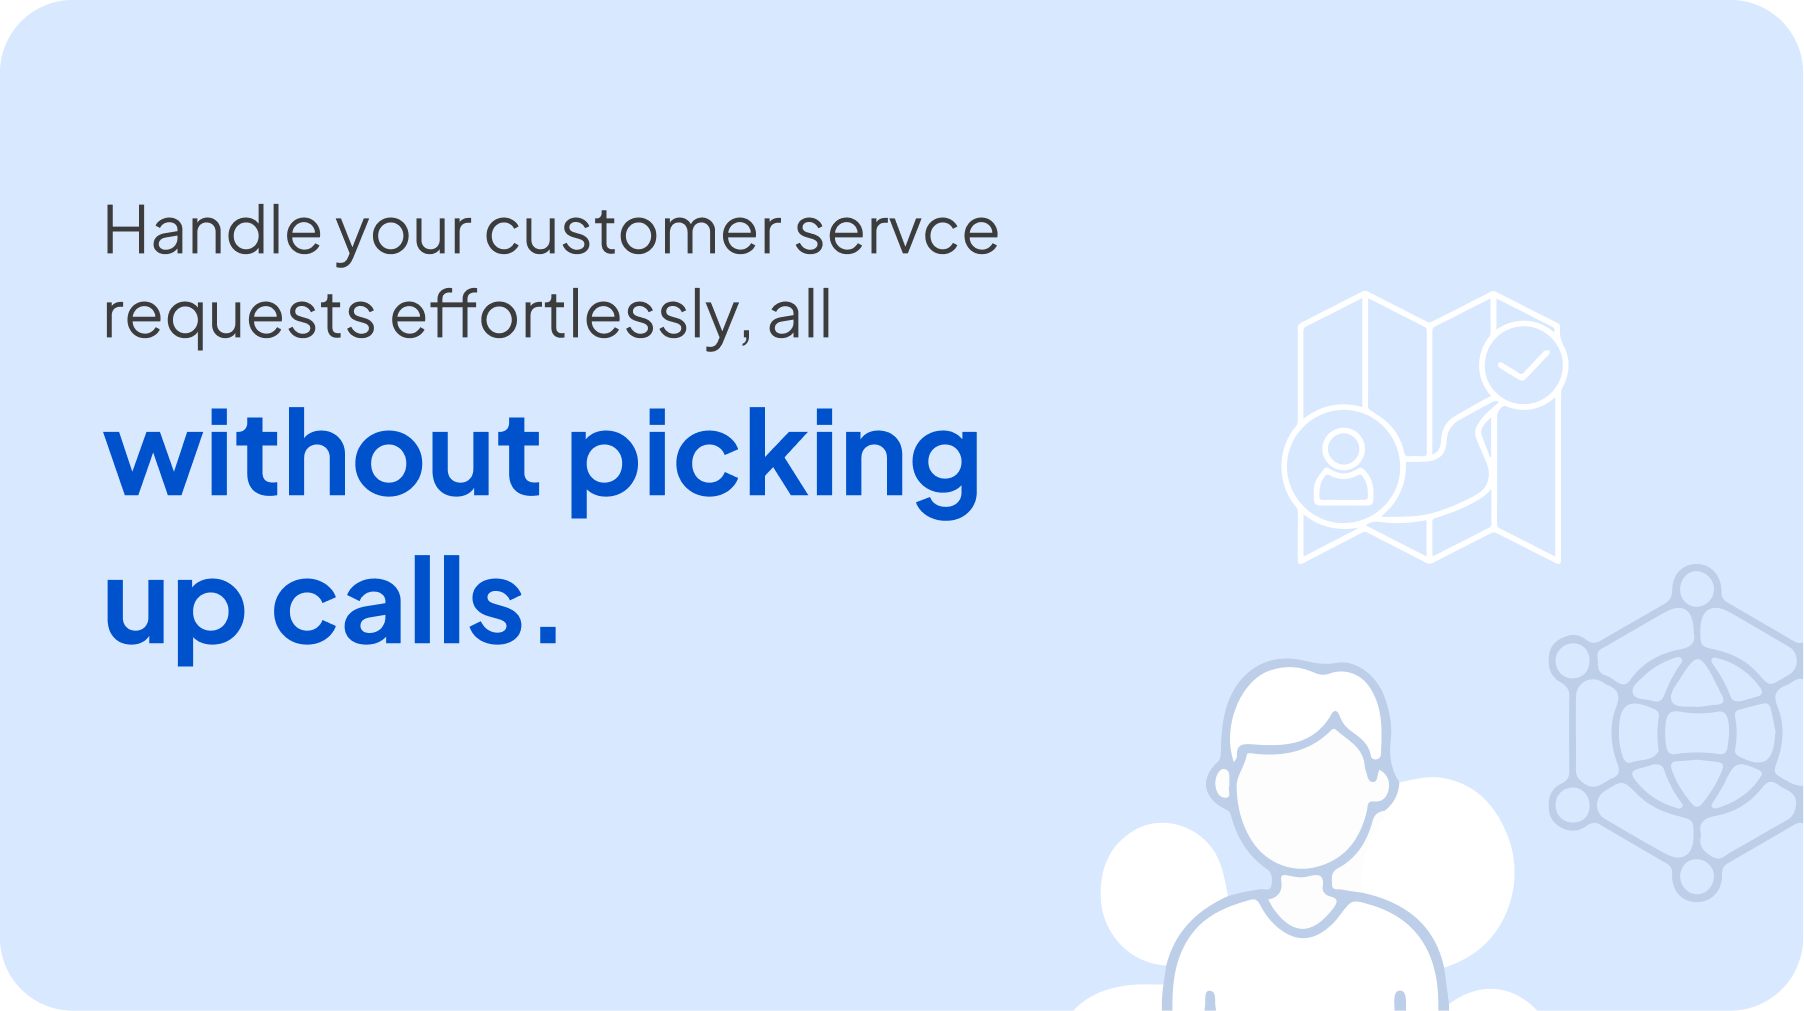 Handle your customer servce
requests effortlessly, all
without picking
up calls.